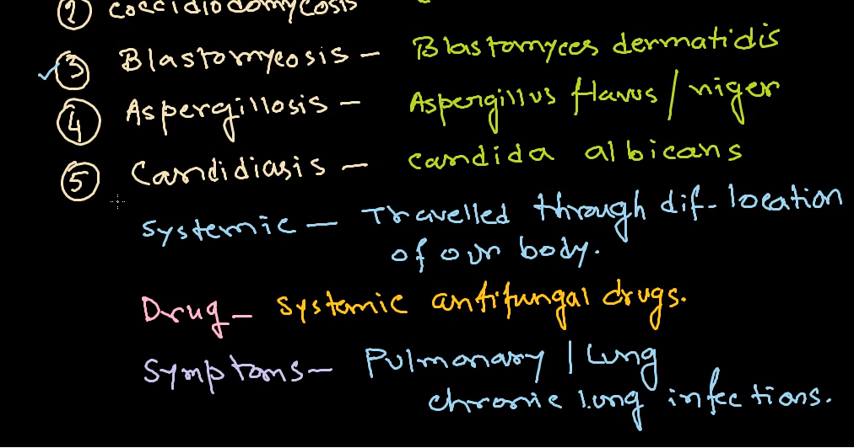 ② Coccidiodomycosis
③ Blastomycosis – Blastomyces dermatidis
④ Aspergillosis – Aspergillus flavus / niger
⑤ Candidiasis – candida albicans
Systemic – Travelled through dif- location
of our body.
Drug – Systemic antifungal drugs.
Symptoms – Pulmonary / Lung
chronic lung infections.